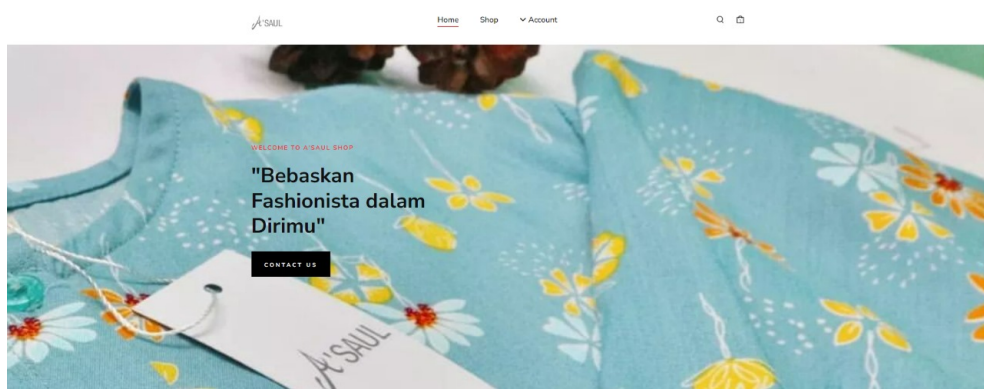 A'SAUL
Home Shop Account
WELCOME TO A'SAUL SHOP
"Bebaskan
Fashionista dalam
Dirimu"
CONTACT US
A'SAUL